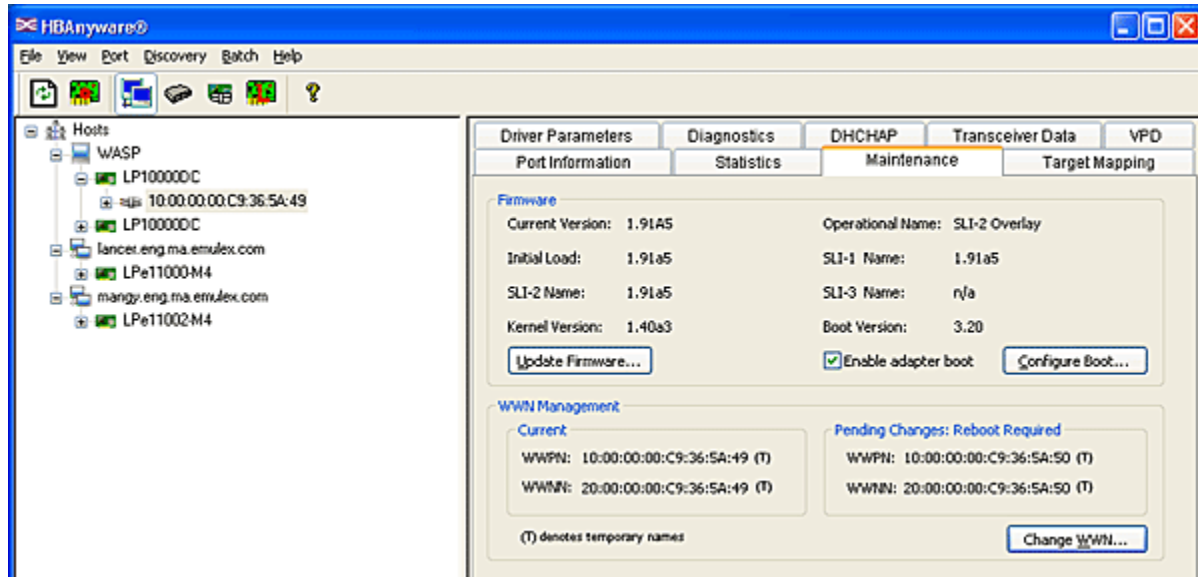 HBAnyware®
File View Port Discovery Batch Help
Hosts
WASP
LP10000DC
10:00:00:00:C9:36:5A:49
LP10000DC
lancer.eng.ma.emulex.com
LPe11000-M4
mangy.eng.ma.emulex.com
LPe11002-M4
Driver Parameters Diagnostics DHCHAP Transceiver Data VPD
Port Information Statistics Maintenance Target Mapping
Firmware
Current Version: 1.91A5 Operational Name: SLI-2 Overlay
Initial Load: 1.91a5 SLI-1 Name: 1.91a5
SLI-2 Name: 1.91a5 SLI-3 Name: n/a
Kernel Version: 1.40a3 Boot Version: 3.20
Update Firmware... Enable adapter boot Configure Boot...
WWN Management
Current Pending Changes: Reboot Required
WWPN: 10:00:00:00:C9:36:5A:49 (T) WWPN: 10:00:00:00:C9:36:5A:50 (T)
WWNN: 20:00:00:00:C9:36:5A:49 (T) WWNN: 20:00:00:00:C9:36:5A:50 (T)
(T) denotes temporary names Change WWN...